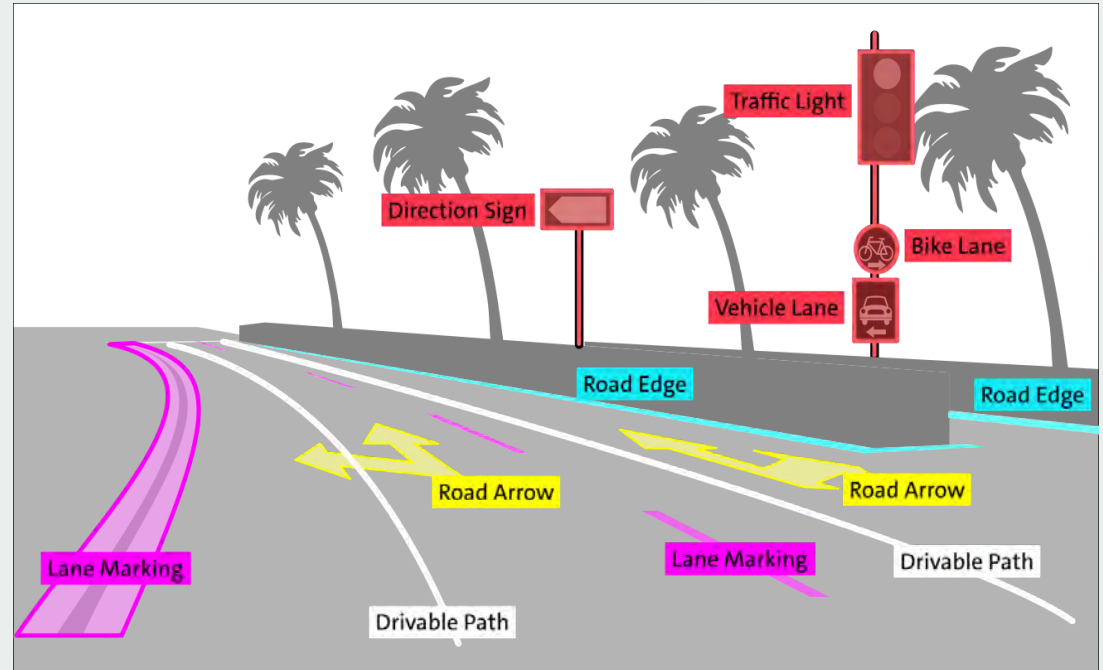 Traffic Light
Direction Sign
Bike Lane
Vehicle Lane
Road Edge
Road Edge
Road Arrow
Road Arrow
Lane Marking
Lane Marking
Drivable Path
Drivable Path